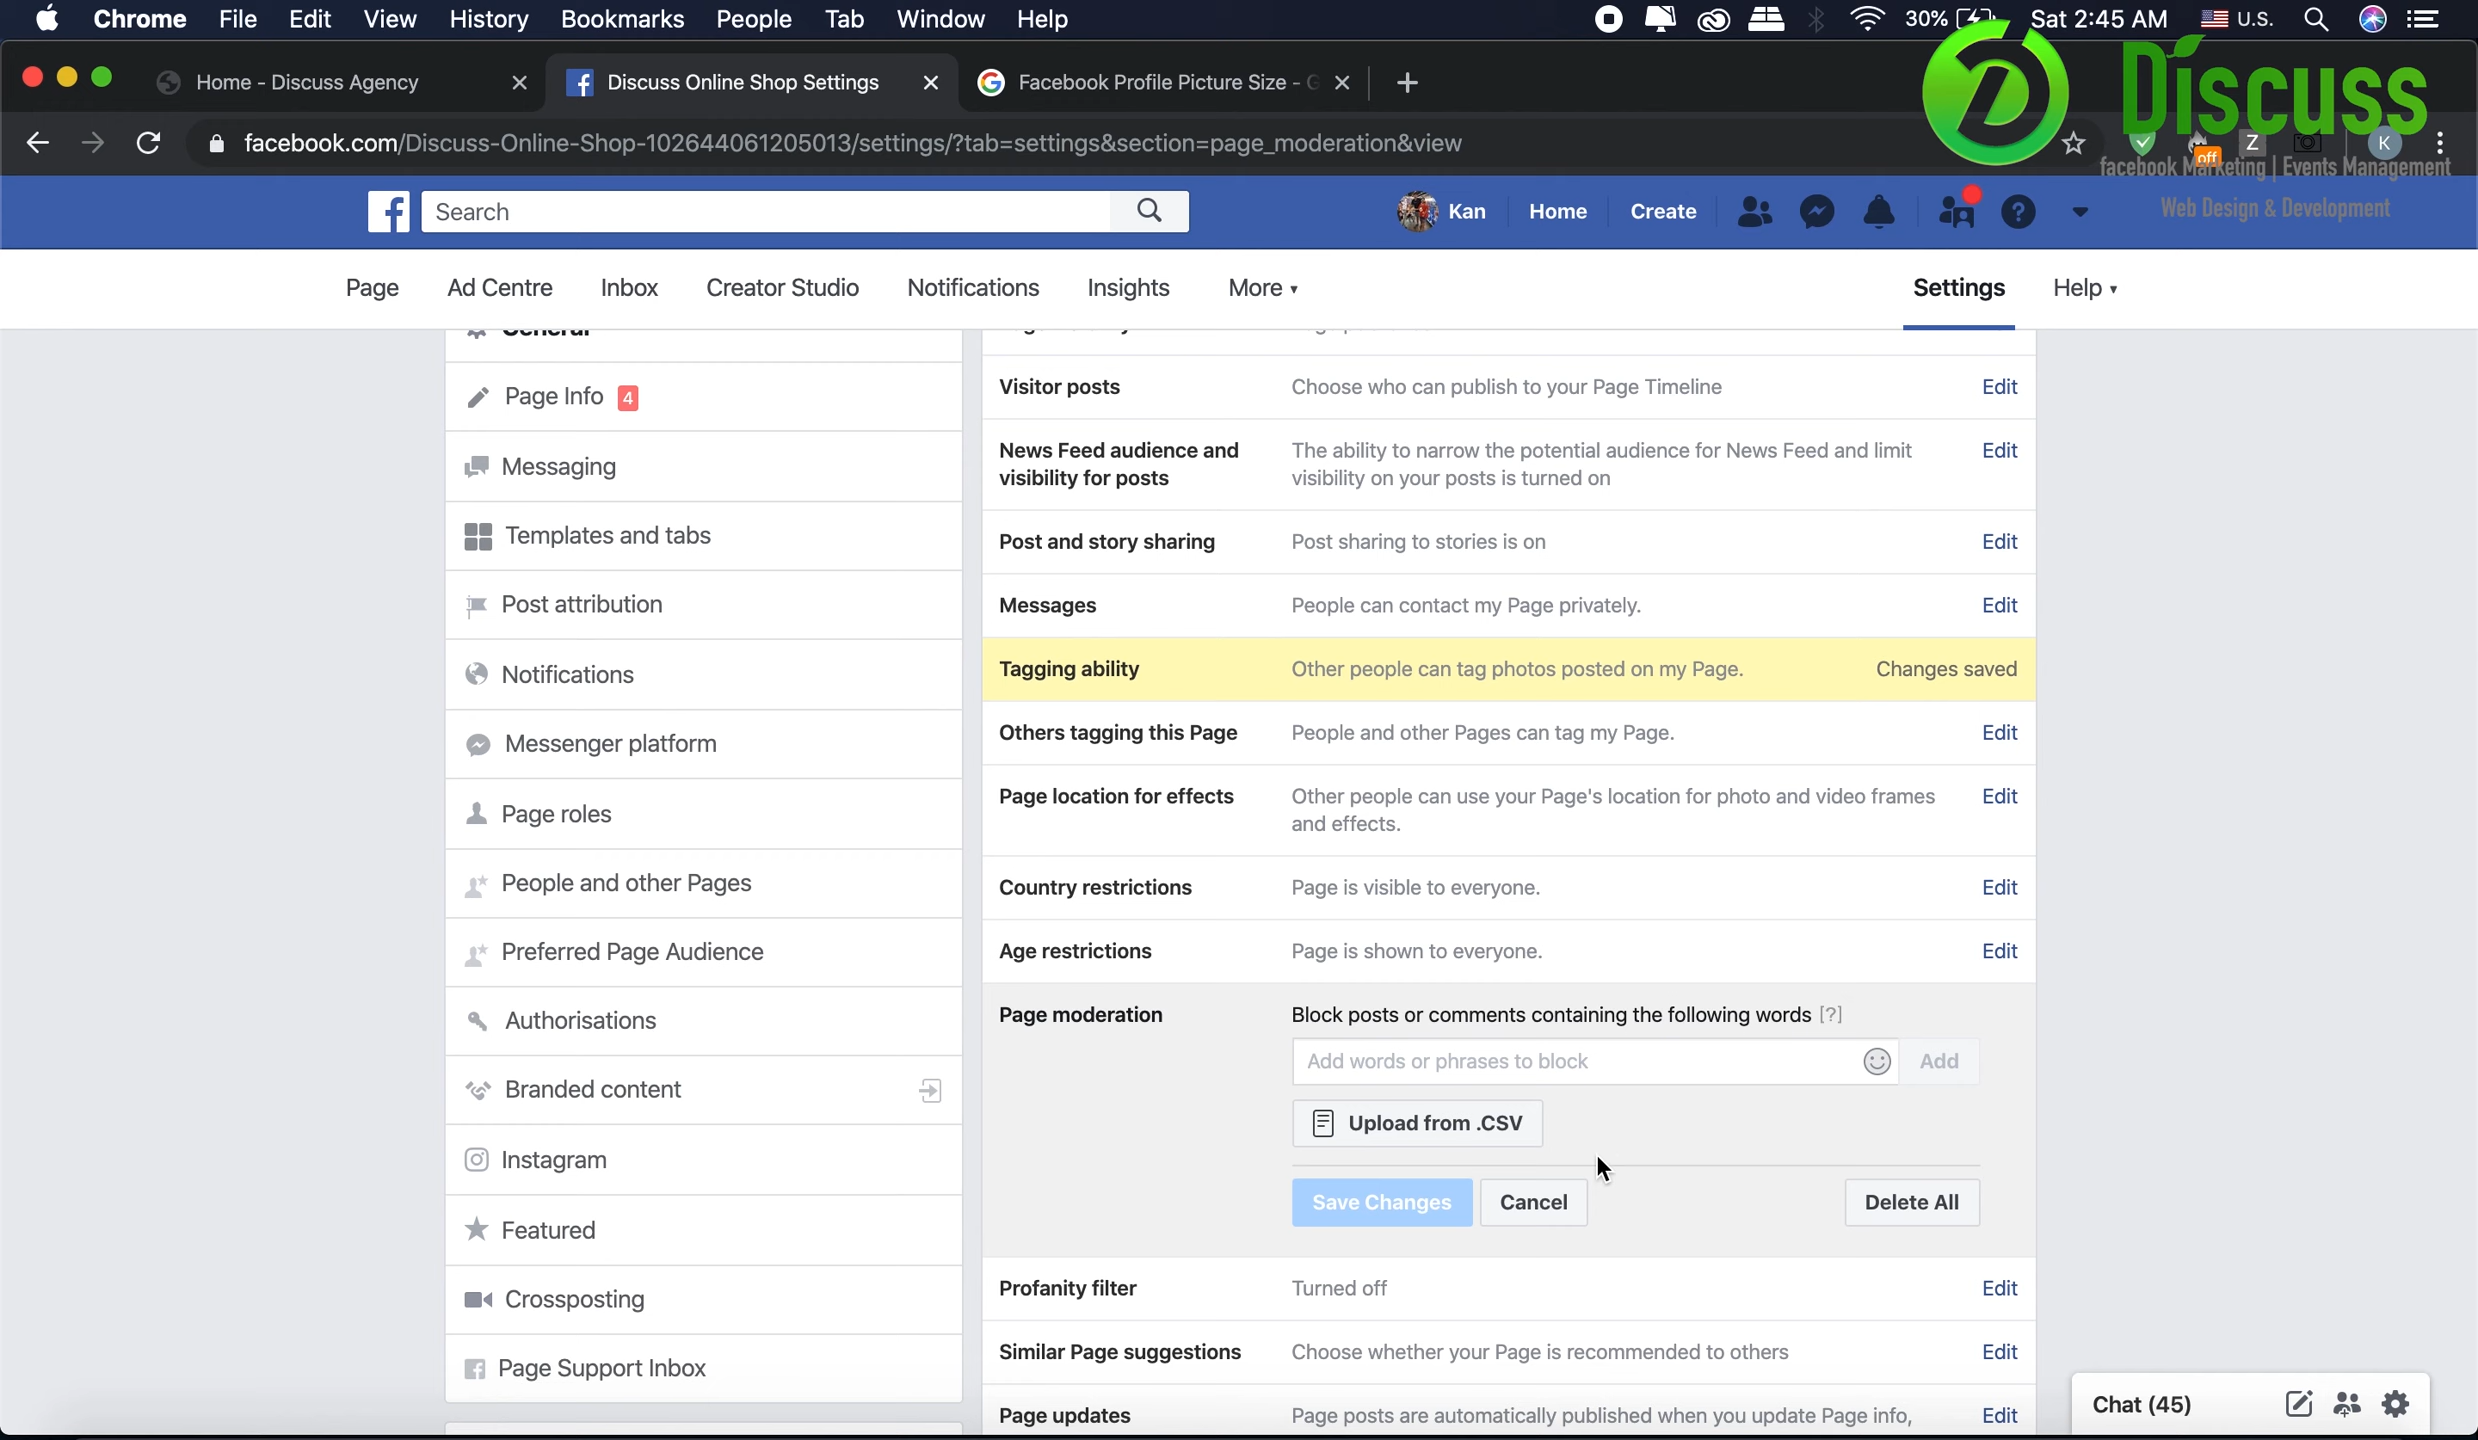 Chrome File Edit View History Bookmarks People Tab Window Help 30% Sat 2:45 AM U.S.
Home - Discuss Agency Discuss Online Shop Settings Facebook Profile Picture Size - G
Discuss
facebook.com/Discuss-Online-Shop-102644061205013/settings/?tab=settings&section=page_moderation&view off Z K
facebook Marketing | Events Management
Web Design & Development
Search Kan Home Create
Page Ad Centre Inbox Creator Studio Notifications Insights More Settings Help
General
Page Info 4
Messaging
Templates and tabs
Post attribution
Notifications
Messenger platform
Page roles
People and other Pages
Preferred Page Audience
Authorisations
Branded content
Instagram
Featured
Crossposting
Page Support Inbox
Visitor posts Choose who can publish to your Page Timeline Edit
News Feed audience and The ability to narrow the potential audience for News Feed and limit Edit
visibility for posts visibility on your posts is turned on
Post and story sharing Post sharing to stories is on Edit
Messages People can contact my Page privately. Edit
Tagging ability Other people can tag photos posted on my Page. Changes saved
Others tagging this Page People and other Pages can tag my Page. Edit
Page location for effects Other people can use your Page's location for photo and video frames Edit
and effects.
Country restrictions Page is visible to everyone. Edit
Age restrictions Page is shown to everyone. Edit
Page moderation Block posts or comments containing the following words [?]
Add words or phrases to block Add
Upload from .CSV
Save Changes Cancel Delete All
Profanity filter Turned off Edit
Similar Page suggestions Choose whether your Page is recommended to others Edit
Page updates Page posts are automatically published when you update Page info, Edit
Chat (45)